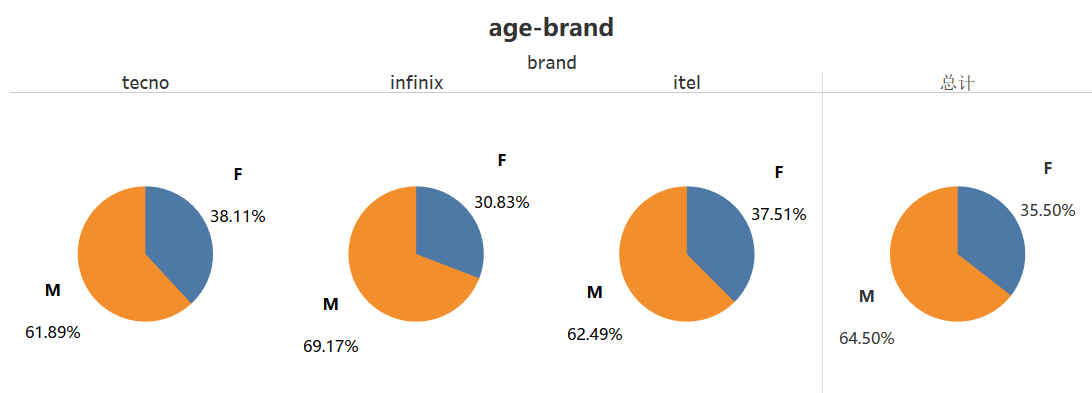 age-brand
brand
tecno infinix itel 总计
F
38.11%
M
61.89%
F
30.83%
M
69.17%
F
37.51%
M
62.49%
F
35.50%
M
64.50%